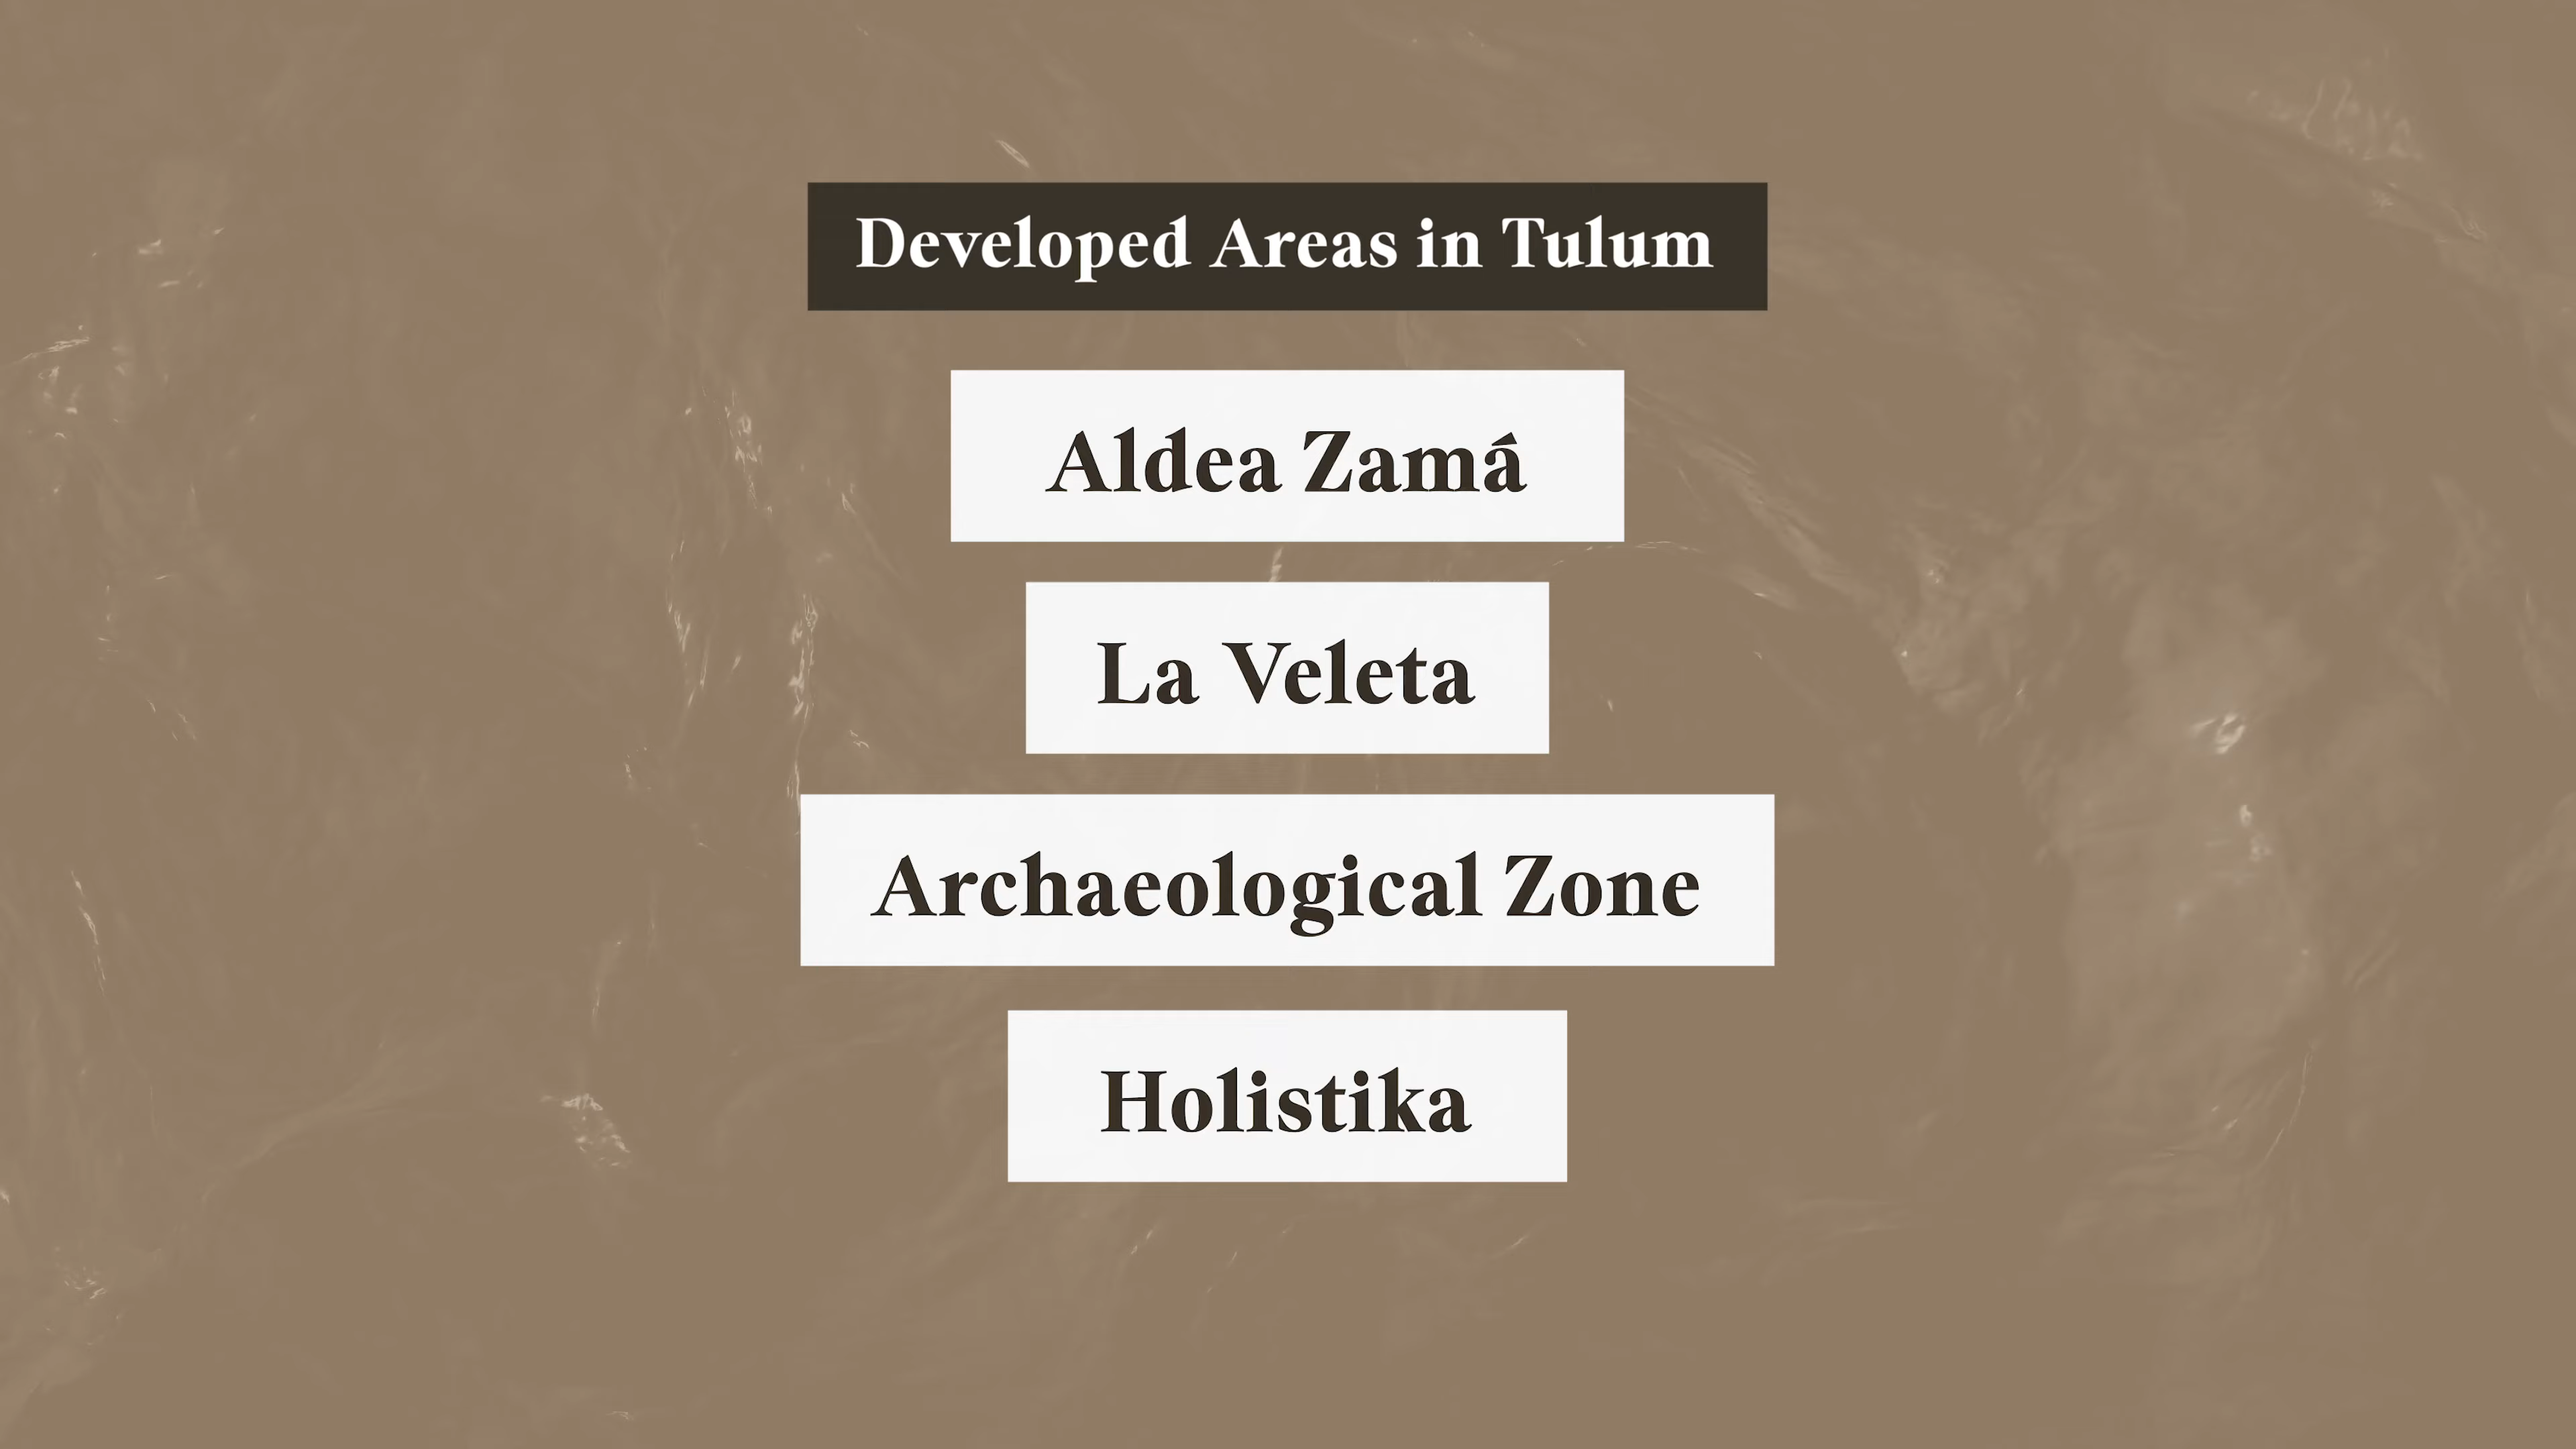 Developed Areas in Tulum
Aldea Zamá
La Veleta
Archaeological Zone
Holistika